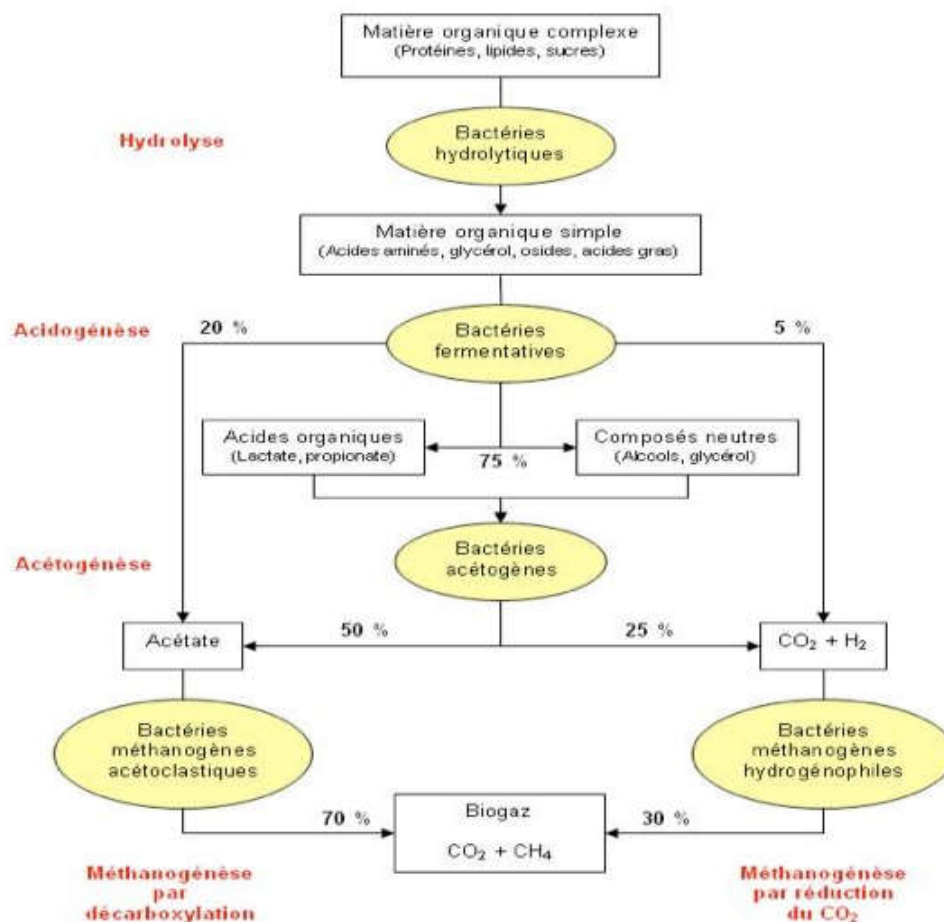 Matière organique complexe
(Protéines, lipides, sucres)
Hydrolyse
Bactéries
hydrolytiques
Matière organique simple
(Acides aminés, glycérol, osides, acides gras)
Acidogénèse
20 %
Bactéries
fermentatives
5 %
Acides organiques
(Lactate, propionate)
75 %
Composés neutres
(Alcools, glycérol)
Acétogénèse
Bactéries
acétogènes
Acétate
50 %
25 %
CO₂ + H₂
Bactéries
méthanogènes
acétoclastiques
Bactéries
méthanogènes
hydrogénophiles
70 %
Biogaz
CO₂ + CH₄
30 %
Méthanogénèse
par
décarboxylation
Méthanogénèse
par réduction
du CO₂